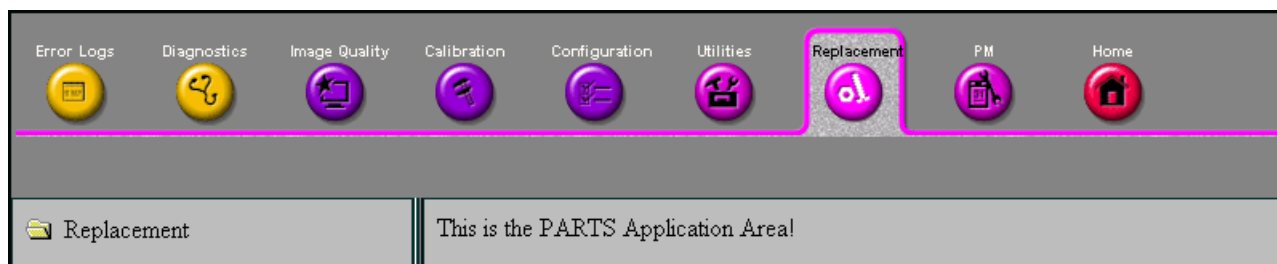 Error Logs Diagnostics Image Quality Calibration Configuration Utilities Replacement PM Home
Replacement
This is the PARTS Application Area!